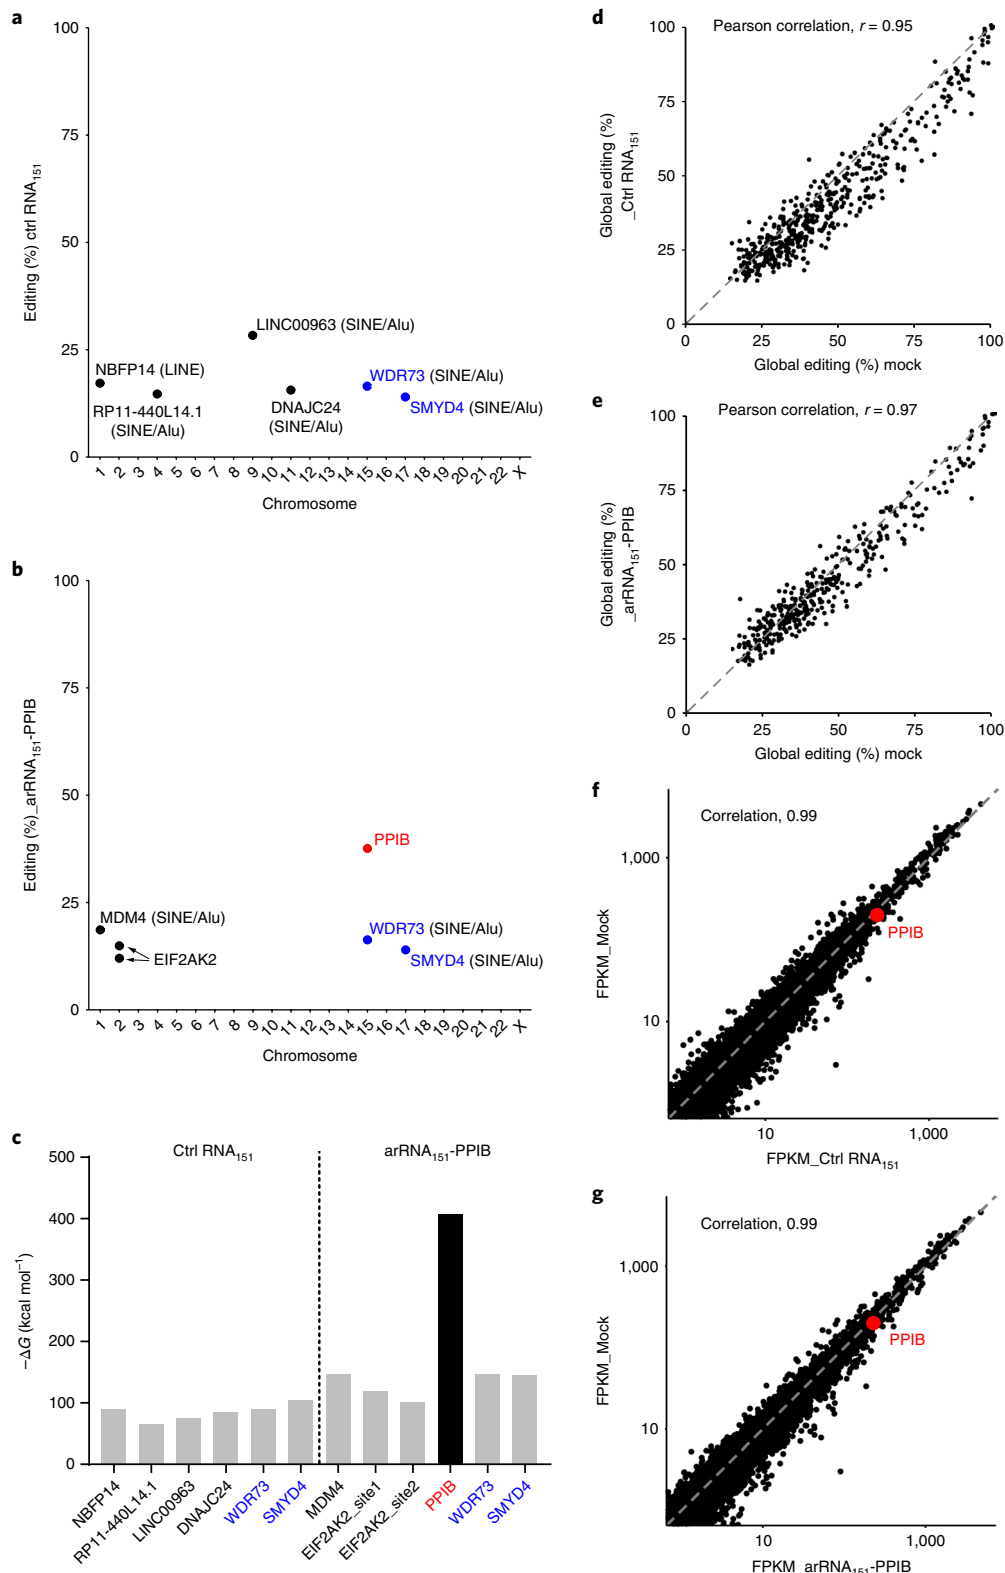 a
100
75
50
25
0
Editing (%) ctrl RNA151
NBFP14 (LINE)
RP11-440L14.1
(SINE/Alu)
LINC00963 (SINE/Alu)
DNAJC24
(SINE/Alu)
WDR73 (SINE/Alu)
SMYD4 (SINE/Alu)
1 2 3 4 5 6 7 8 9 10 11 12 13 14 15 16 17 18 19 20 21 22 X
Chromosome
b
100
75
50
25
0
Editing (%)_arRNA151-PPIB
PPIB
MDM4 (SINE/Alu)
EIF2AK2
WDR73 (SINE/Alu)
SMYD4 (SINE/Alu)
1 2 3 4 5 6 7 8 9 10 11 12 13 14 15 16 17 18 19 20 21 22 X
Chromosome
c
Ctrl RNA151
arRNA151-PPIB
500
400
300
200
100
0
−ΔG (kcal mol−1)
NBFP14
RP11-440L14.1
LINC00963
DNAJC24
WDR73
SMYD4
MDM4
EIF2AK2_site1
EIF2AK2_site2
PPIB
WDR73
SMYD4
d
Pearson correlation, r = 0.95
100
75
50
25
0
Global editing (%)
_Ctrl RNA151
0 25 50 75 100
Global editing (%) mock
e
Pearson correlation, r = 0.97
100
75
50
25
0
Global editing (%)
_arRNA151-PPIB
0 25 50 75 100
Global editing (%) mock
f
Correlation, 0.99
1,000
10
FPKM_Mock
PPIB
10 1,000
FPKM_Ctrl RNA151
g
Correlation, 0.99
1,000
10
FPKM_Mock
PPIB
10 1,000
FPKM_arRNA151-PPIB